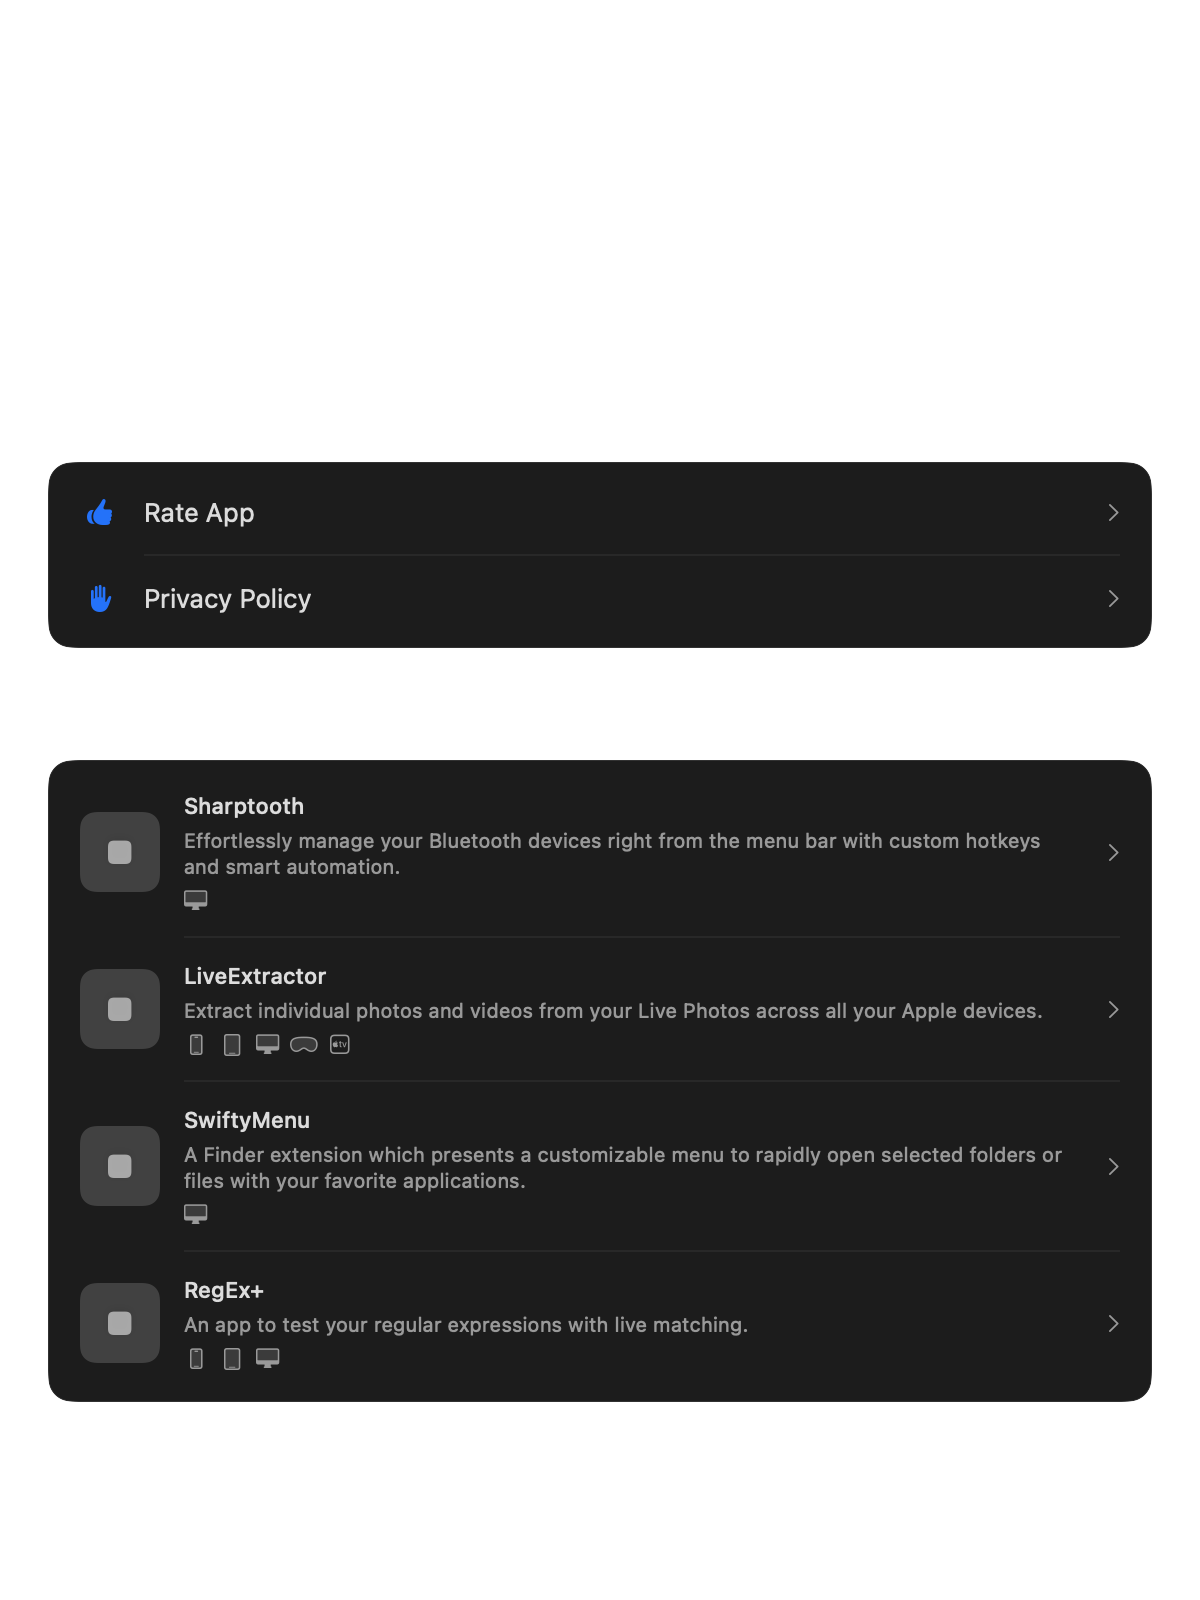 Rate App
Privacy Policy
Sharptooth
Effortlessly manage your Bluetooth devices right from the menu bar with custom hotkeys
and smart automation.
LiveExtractor
Extract individual photos and videos from your Live Photos across all your Apple devices.
tv
SwiftyMenu
A Finder extension which presents a customizable menu to rapidly open selected folders or
files with your favorite applications.
RegEx+
An app to test your regular expressions with live matching.